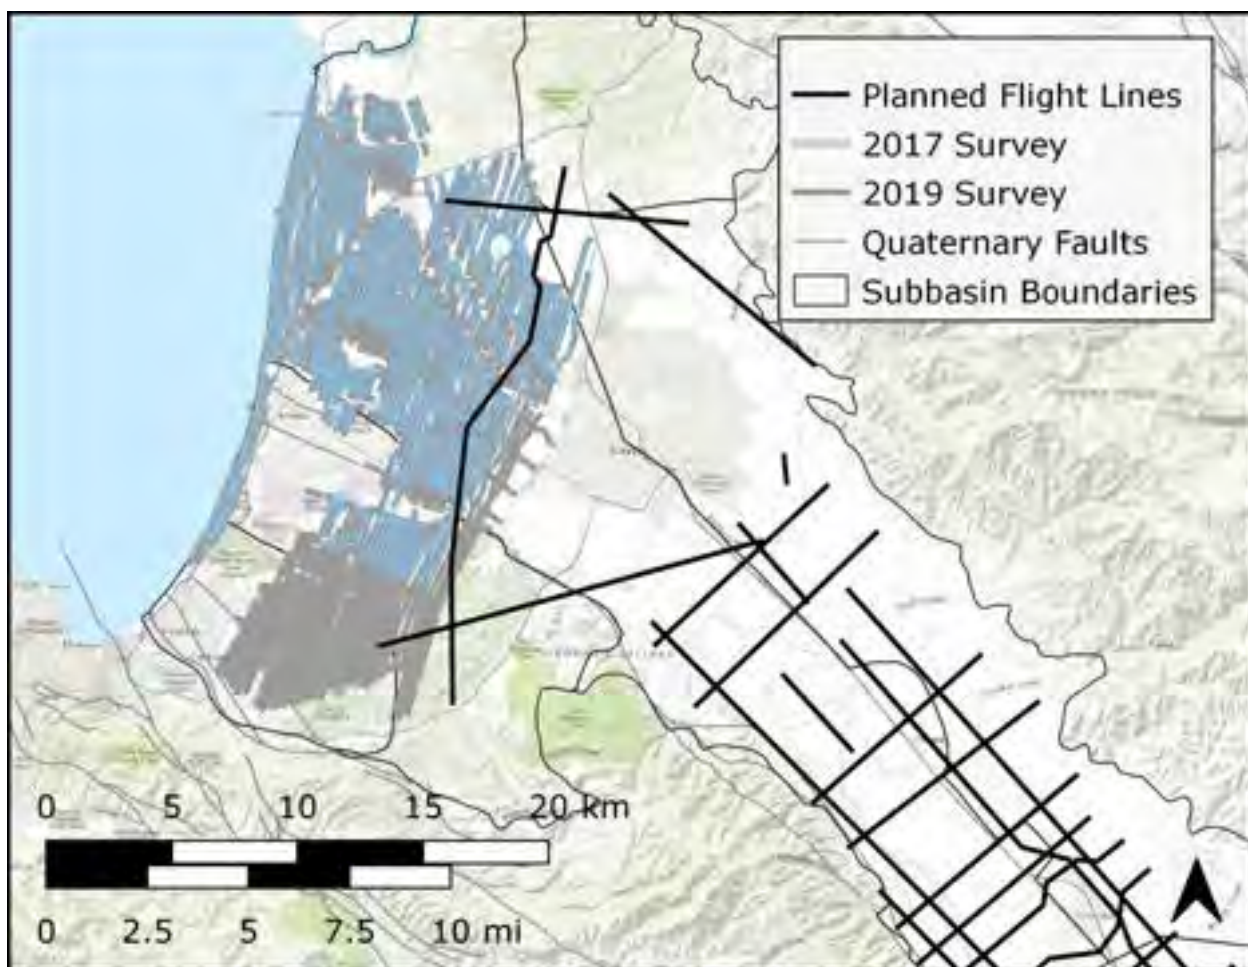 Planned Flight Lines
2017 Survey
2019 Survey
Quaternary Faults
Subbasin Boundaries
0 5 10 15 20 km
0 2.5 5 7.5 10 mi